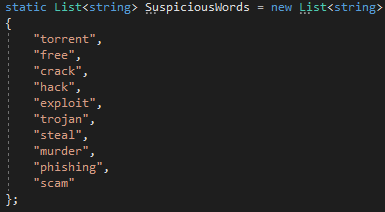 static List<string> SuspiciousWords = new List<string>
{
"torrent",
"free",
"crack",
"hack",
"exploit",
"trojan",
"steal",
"murder",
"phishing",
"scam"
};